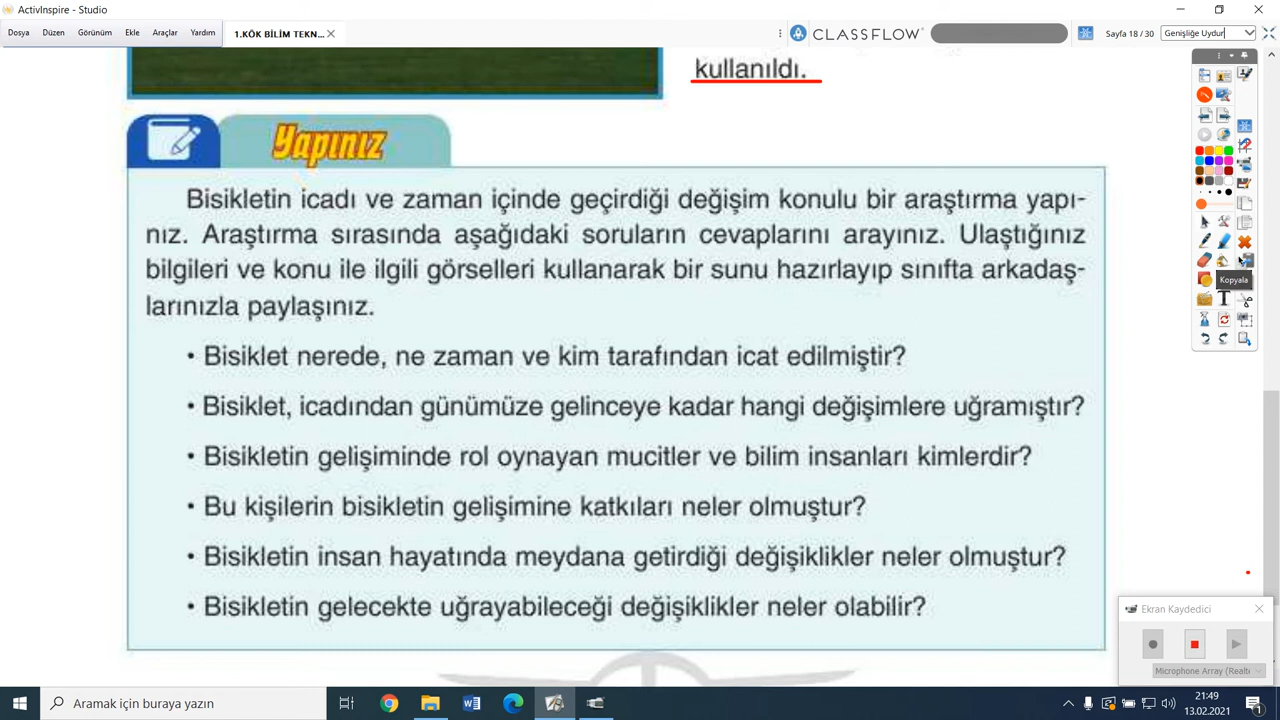 ActivInspire - Studio
Dosya Düzen Görünüm Ekle Araçlar Yardım 1.KÖK BİLİM TEKN... CLASSFLOW Sayfa 18 / 30 Genişliğe Uydur
kullanıldı.
Yapınız
Bisikletin icadı ve zaman içinde geçirdiği değişim konulu bir araştırma yapı-
nız. Araştırma sırasında aşağıdaki soruların cevaplarını arayınız. Ulaştığınız
bilgileri ve konu ile ilgili görselleri kullanarak bir sunu hazırlayıp sınıfta arkadaş-
larınızla paylaşınız.
• Bisiklet nerede, ne zaman ve kim tarafından icat edilmiştir?
• Bisiklet, icadından günümüze gelinceye kadar hangi değişimlere uğramıştır?
• Bisikletin gelişiminde rol oynayan mucitler ve bilim insanları kimlerdir?
• Bu kişilerin bisikletin gelişimine katkıları neler olmuştur?
• Bisikletin insan hayatında meydana getirdiği değişiklikler neler olmuştur?
• Bisikletin gelecekte uğrayabileceği değişiklikler neler olabilir?
Kopyala
T
Ekran Kaydedici
Microphone Array (Realte
Aramak için buraya yazın
21:49
13.02.2021
1